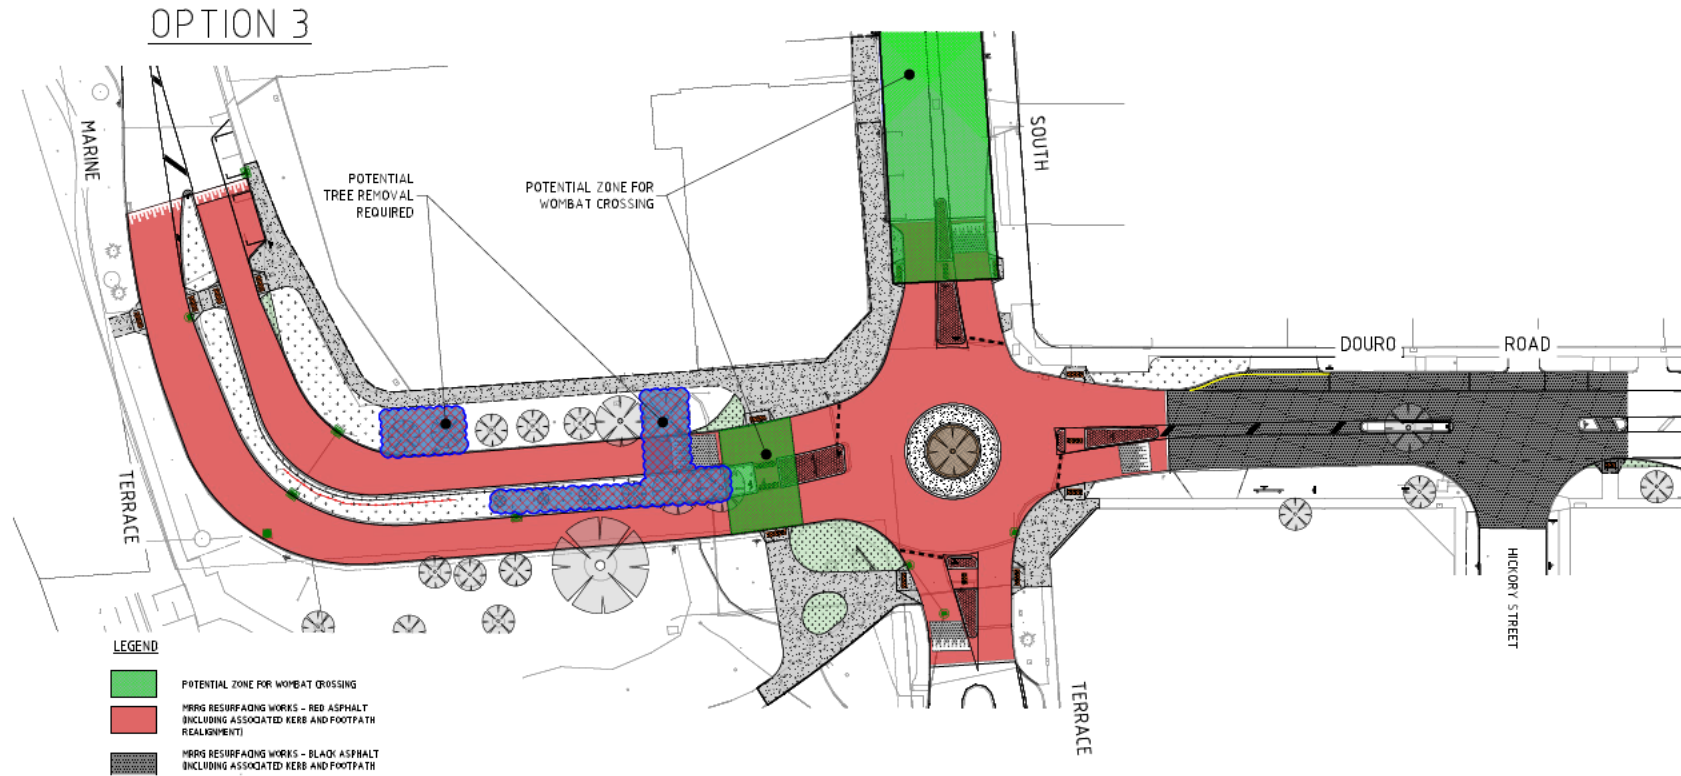 OPTION 3
MARINE
TERRACE
POTENTIAL
TREE REMOVAL
REQUIRED
POTENTIAL ZONE FOR
WOMBAT CROSSING
SOUTH
TERRACE
DOURO
ROAD
HICKORY STREET
LEGEND
POTENTIAL ZONE FOR WOMBAT CROSSING
MRRG RESURFACING WORKS - RED ASPHALT
(INCLUDING ASSOCIATED KERB AND FOOTPATH
REALIGNMENT)
MRRG RESURFACING WORKS - BLACK ASPHALT
(INCLUDING ASSOCIATED KERB AND FOOTPATH